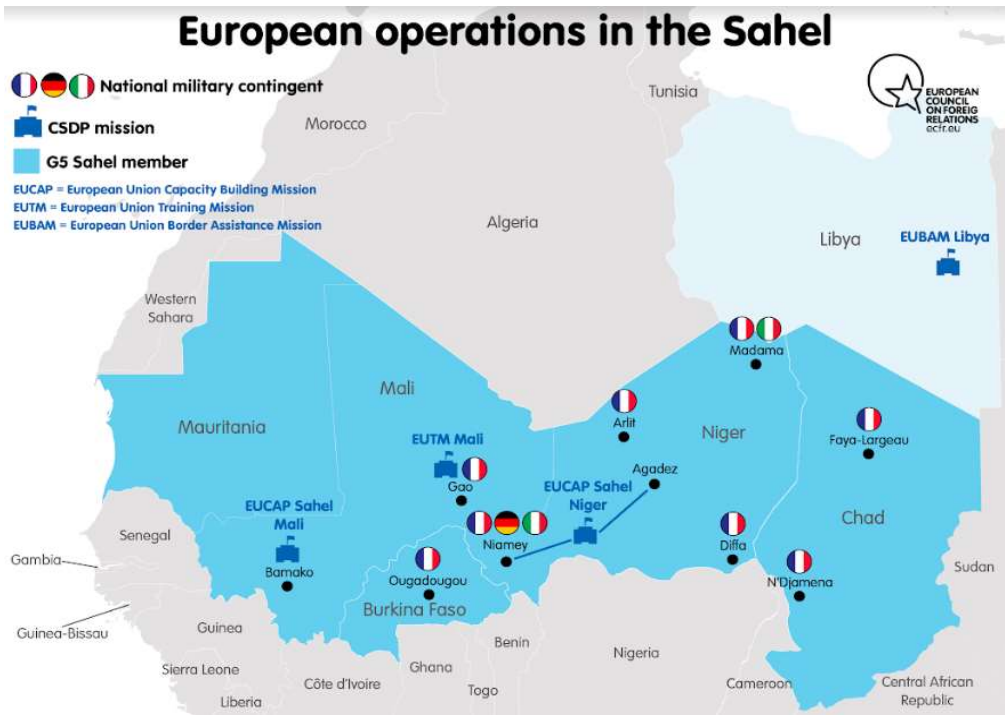 European operations in the Sahel
National military contingent
CSDP mission
G5 Sahel member
EUCAP = European Union Capacity Building Mission
EUTM = European Union Training Mission
EUBAM = European Union Border Assistance Mission
EUROPEAN
COUNCIL
ON FOREIGN
RELATIONS
ecfr.eu
Tunisia
Morocco
Algeria
Libya
EUBAM Libya
Western
Sahara
Madama
Mali
Mauritania
Arlit
Niger
Faya-Largeau
EUTM Mali
Gao
Agadez
EUCAP Sahel
Niger
EUCAP Sahel
Mali
Chad
Senegal
Niamey
Diffa
Gambia
Bamako
Ougadougou
N'Djamena
Sudan
Burkina Faso
Guinea-Bissau
Guinea
Benin
Nigeria
Sierra Leone
Ghana
Côte d'Ivoire
Togo
Cameroon
Central African
Republic
Liberia